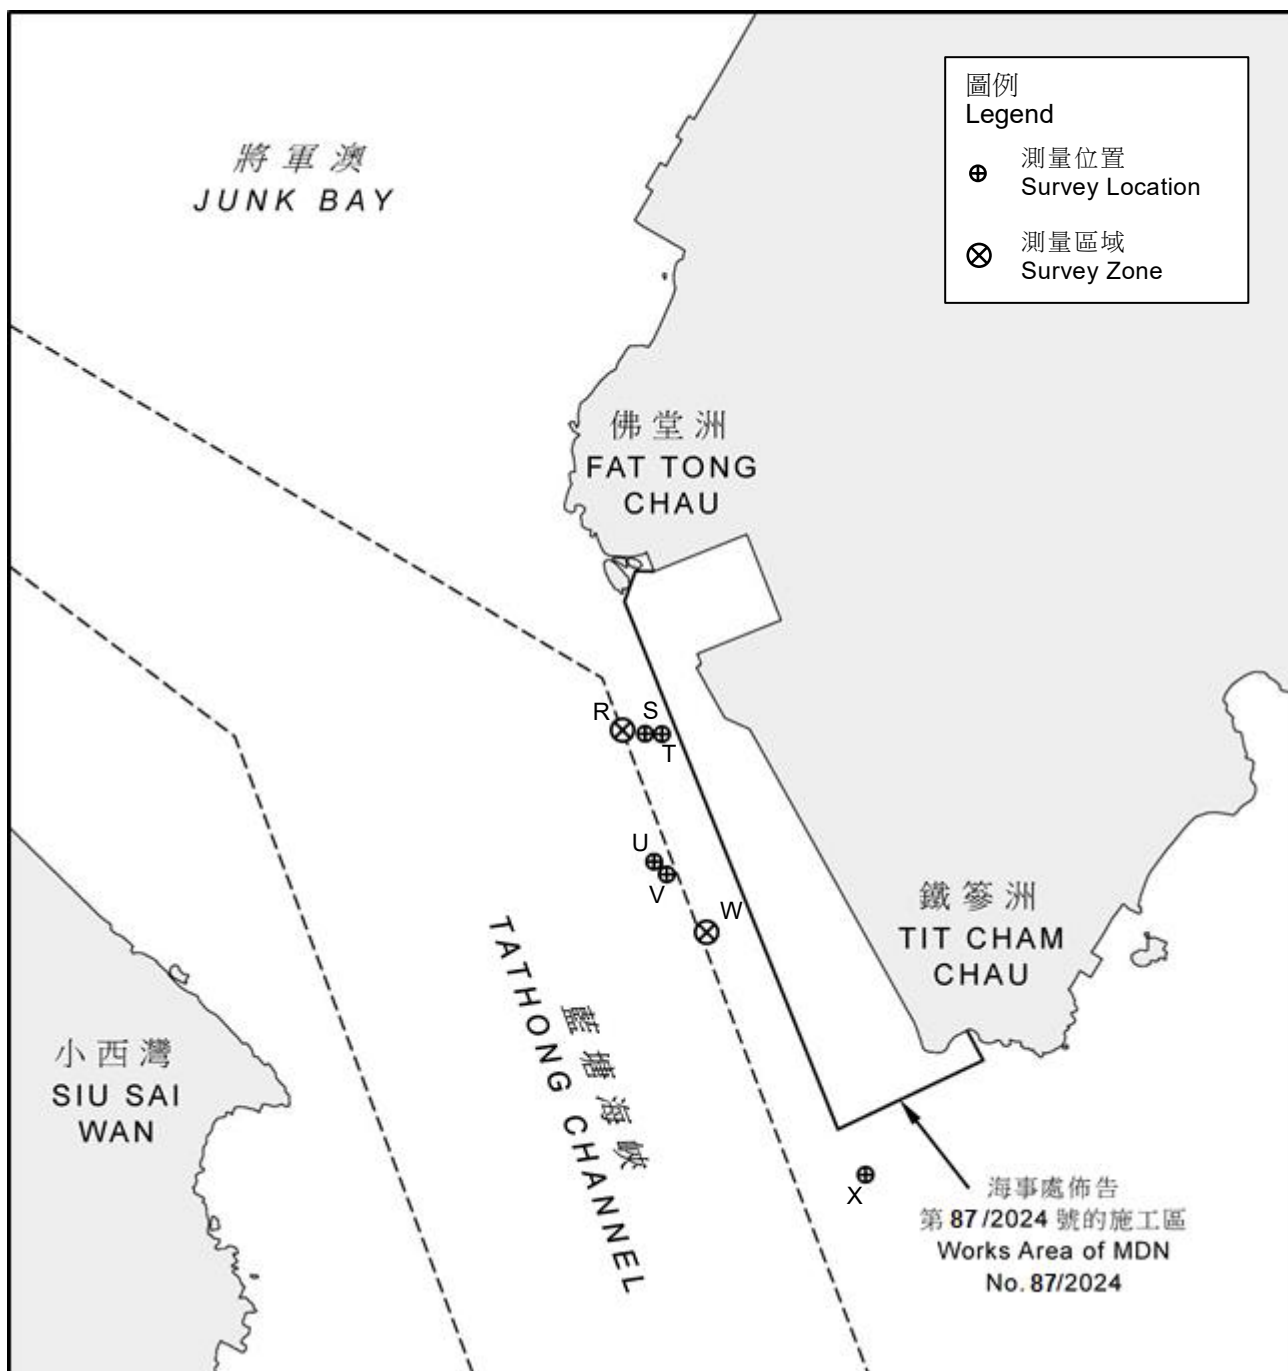 將軍澳
JUNK BAY
圖例
Legend
測量位置
Survey Location
測量區域
Survey Zone
佛堂洲
FAT TONG
CHAU
R
S
T
U
V
W
鐵篸洲
TIT CHAM
CHAU
藍塘海峽
TATHONG CHANNEL
小西灣
SIU SAI
WAN
X
海事處佈告
第 87/2024 號的施工區
Works Area of MDN
No. 87/2024